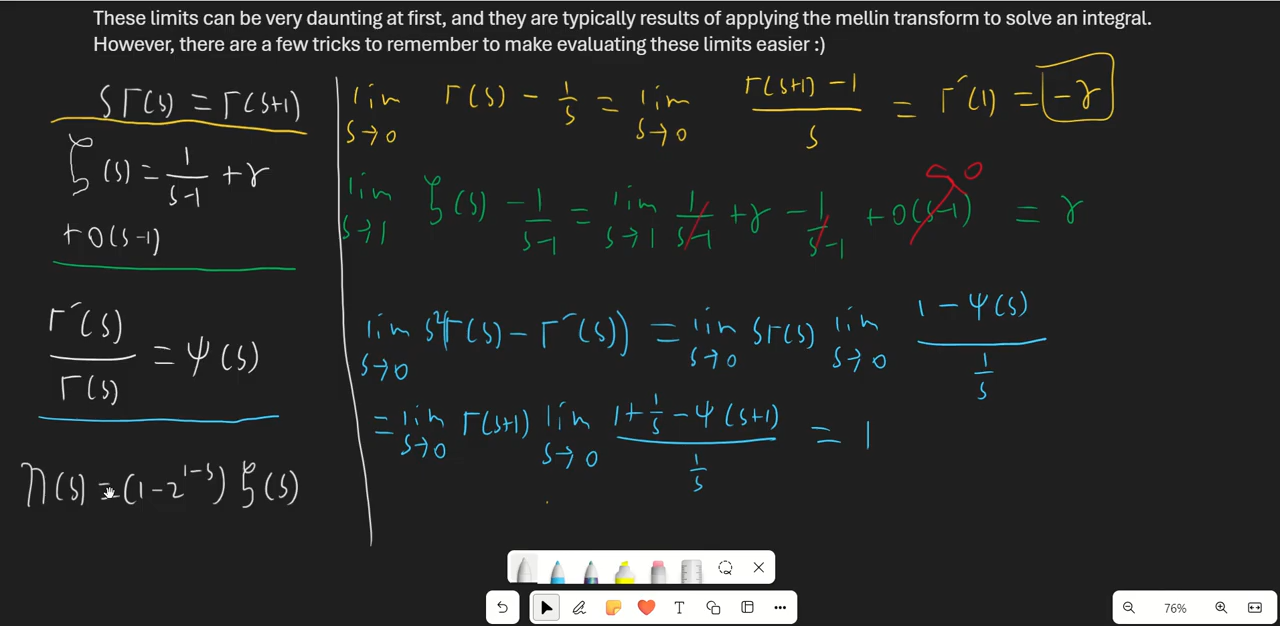 These limits can be very daunting at first, and they are typically results of applying the mellin transform to solve an integral.
However, there are a few tricks to remember to make evaluating these limits easier :)
sΓ(s) = Γ(s+1)
ζ(s) = 1/(s-1) + γ
+ O(s-1)
Γ´(s)/Γ(s) = ψ(s)
η(s) = (1-2^(1-s)) ζ(s)
lim s→0 Γ(s) - 1/s = lim s→0 (Γ(s+1) - 1)/s = Γ´(1) = -γ
lim s→1 ζ(s) - 1/(s-1) = lim s→1 1/(s-1) + γ - 1/(s-1) + O(s-1) = γ
0
lim s→0 s²(Γ(s) - Γ´(s)) = lim s→0 sΓ(s) lim s→0 (1 - ψ(s))/(1/s)
= lim s→0 Γ(s+1) lim s→0 (1 + 1/s - ψ(s+1))/(1/s) = 1
T
76%